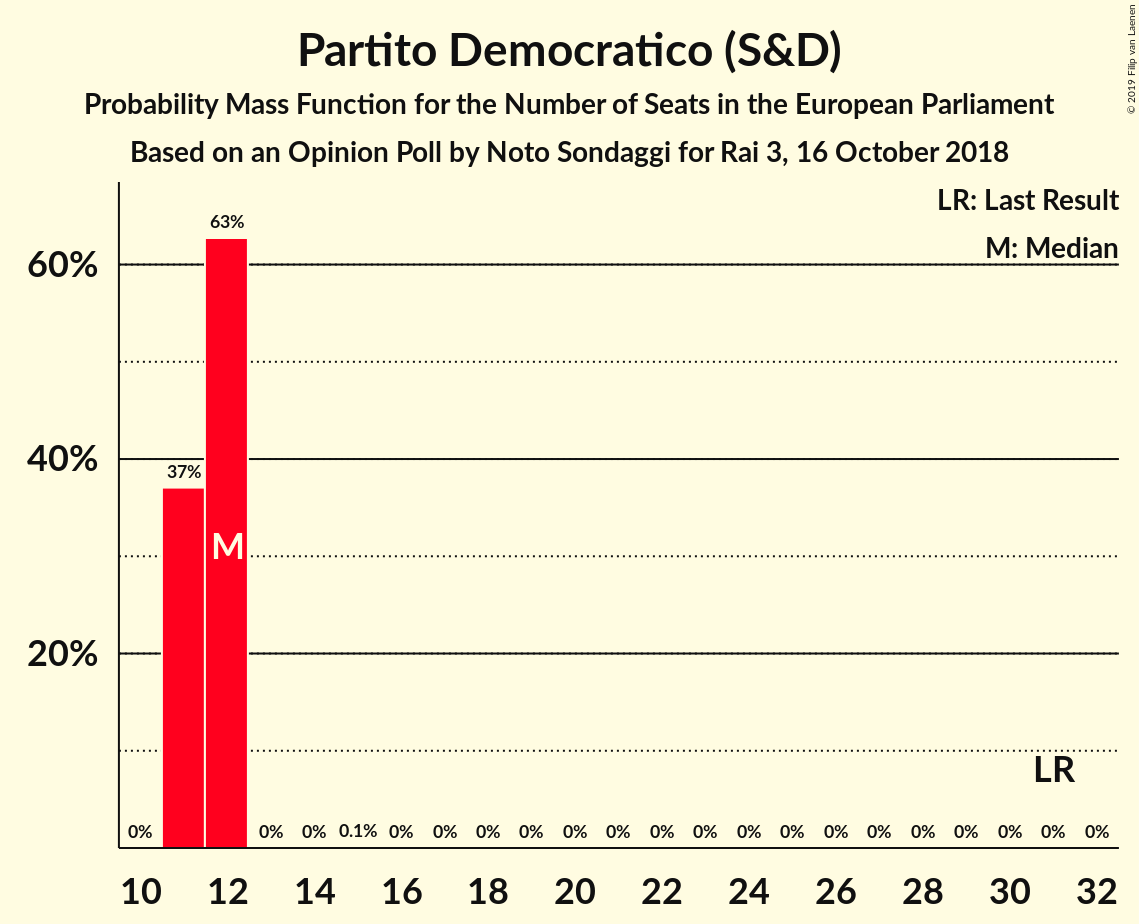 Partito Democratico (S&D)
Probability Mass Function for the Number of Seats in the European Parliament
Based on an Opinion Poll by Noto Sondaggi for Rai 3, 16 October 2018
© 2019 Filip van Laenen
LR: Last Result
M: Median
60%
40%
20%
63%
37%
M
LR
0% 0% 0% 0.1% 0% 0% 0% 0% 0% 0% 0% 0% 0% 0% 0% 0% 0% 0% 0% 0% 0%
10 12 14 16 18 20 22 24 26 28 30 32